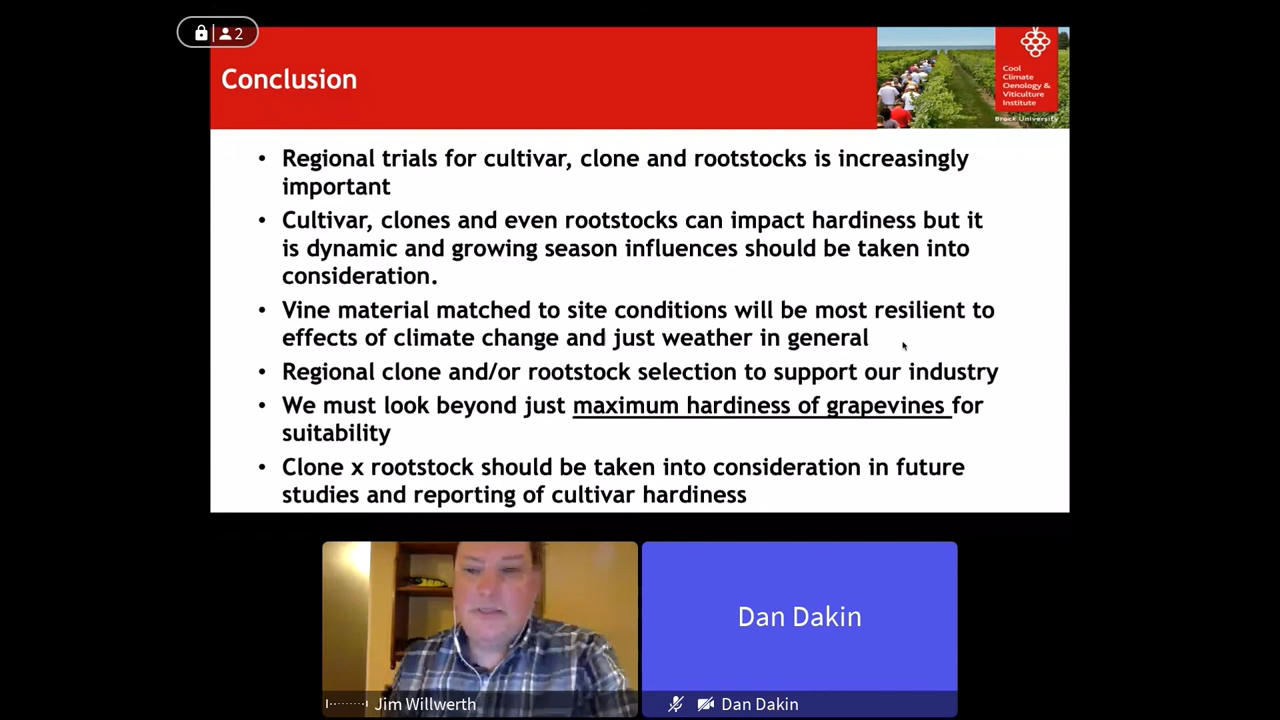 2
Conclusion
Cool
Climate
Oenology &
Viticulture
Institute
Brock University
• Regional trials for cultivar, clone and rootstocks is increasingly
important
• Cultivar, clones and even rootstocks can impact hardiness but it
is dynamic and growing season influences should be taken into
consideration.
• Vine material matched to site conditions will be most resilient to
effects of climate change and just weather in general
• Regional clone and/or rootstock selection to support our industry
• We must look beyond just maximum hardiness of grapevines for
suitability
• Clone x rootstock should be taken into consideration in future
studies and reporting of cultivar hardiness
Dan Dakin
Jim Willwerth
Dan Dakin